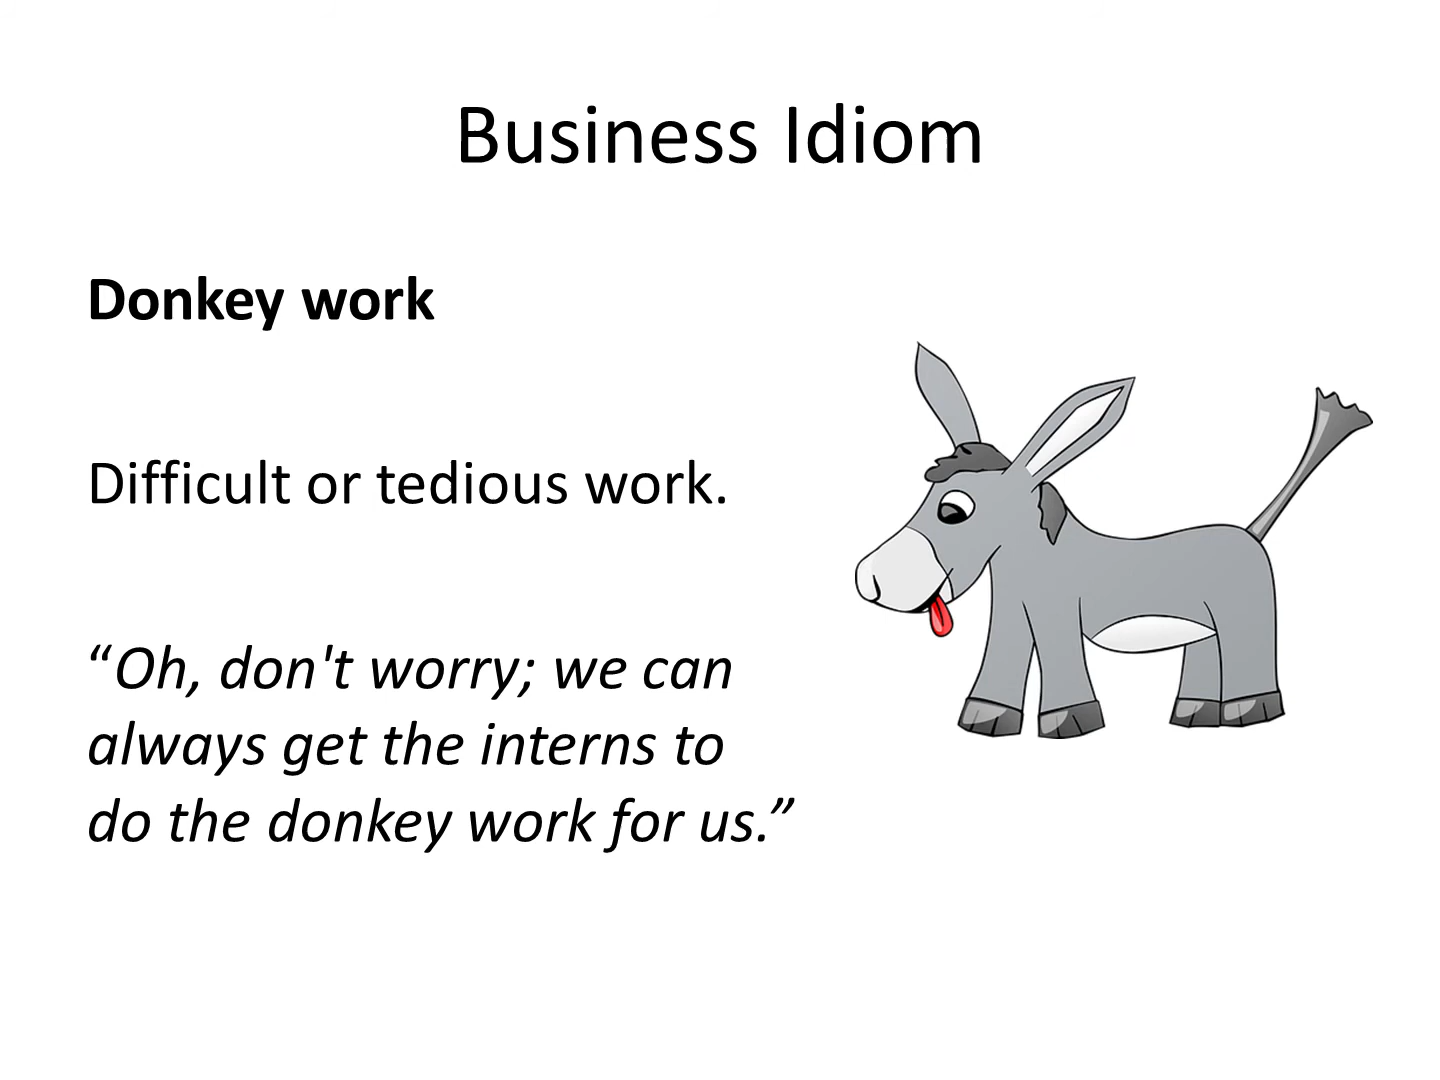 Business Idiom
Donkey work
Difficult or tedious work.
“Oh, don't worry; we can
always get the interns to
do the donkey work for us.”